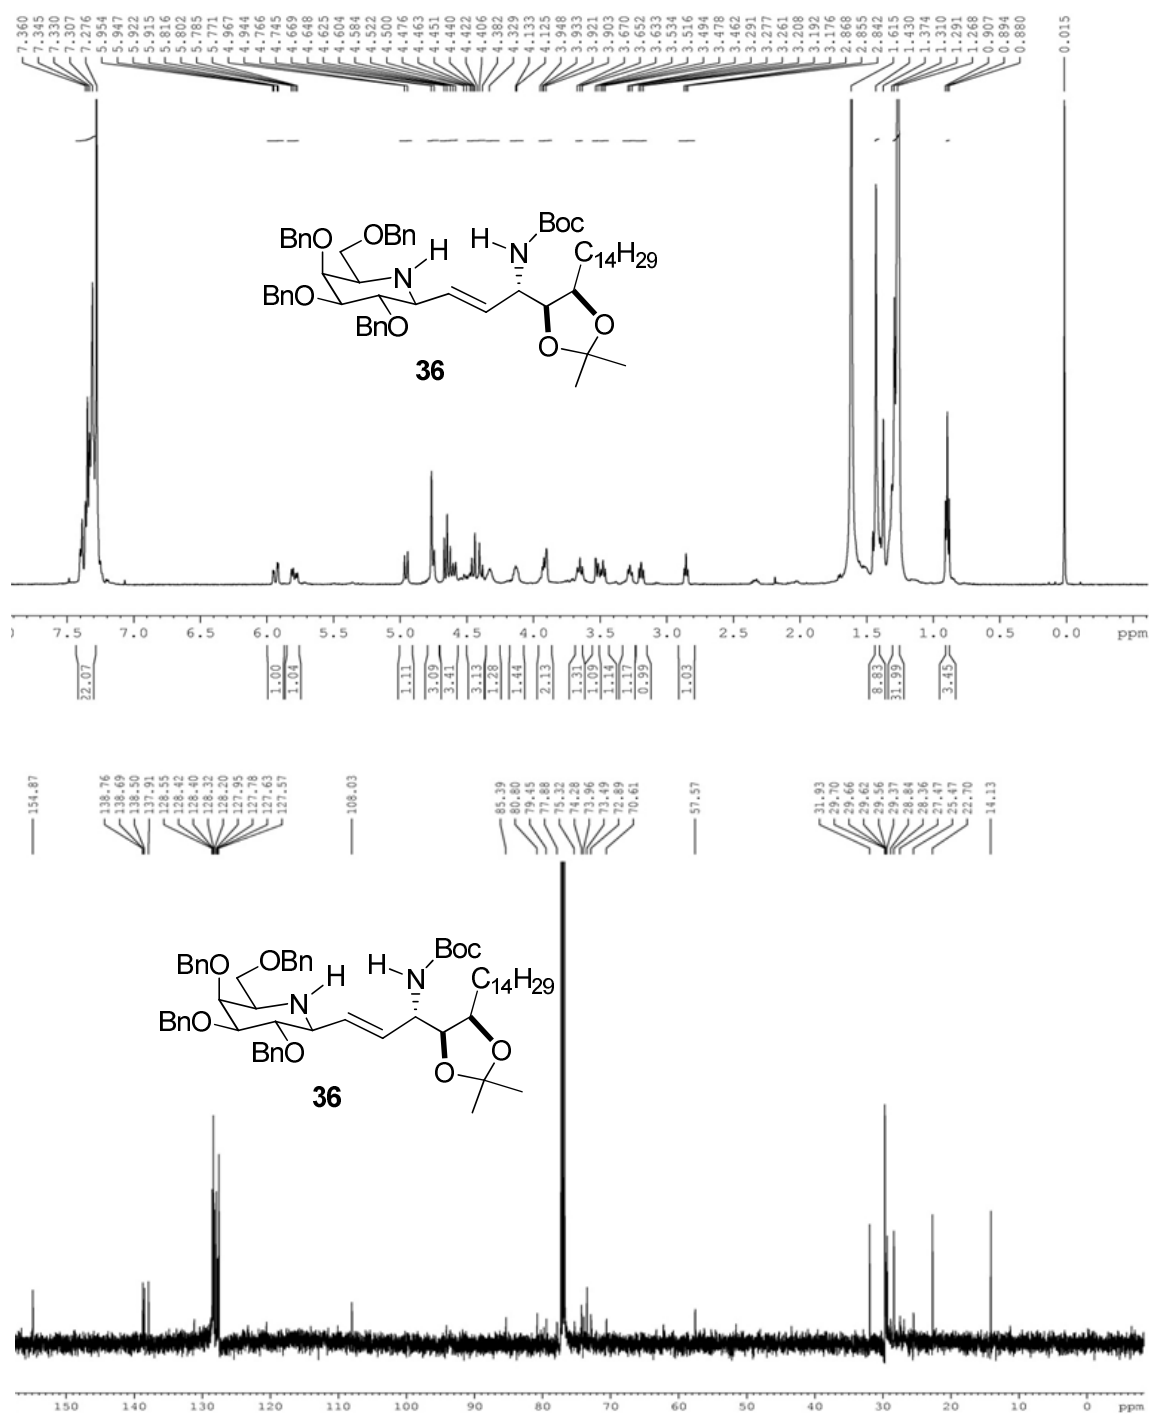 7.360 7.345 7.330 7.307 7.276 5.954 5.947 5.922 5.915 5.816 5.802 5.785 5.771 4.967 4.944 4.766 4.745 4.669 4.648 4.625 4.604 4.584 4.522 4.500 4.476 4.463 4.451 4.440 4.422 4.406 4.382 4.329 4.133 4.125 3.948 3.933 3.921 3.903 3.670 3.652 3.633 3.534 3.516 3.494 3.478 3.462 3.291 3.277 3.261 3.208 3.192 3.176 2.868 2.855 2.842 1.615 1.430 1.374 1.310 1.291 1.268 0.907 0.894 0.880 0.015
BnO OBn H H N Boc C14H29
BnO N
BnO O O
36
7.5 7.0 6.5 6.0 5.5 5.0 4.5 4.0 3.5 3.0 2.5 2.0 1.5 1.0 0.5 0.0 ppm
22.07 1.00 1.04 1.11 3.09 3.41 3.13 1.28 1.44 2.13 1.31 1.09 1.14 1.17 0.99 1.03 8.83 31.99 3.45
154.87 138.76 138.69 138.50 137.91 128.55 128.42 128.40 128.32 128.20 127.95 127.78 127.63 127.57 108.03 85.39 80.80 79.45 77.88 75.32 74.28 73.96 73.49 72.89 70.61 57.57 31.93 29.70 29.66 29.62 29.56 29.37 28.84 28.36 27.47 25.47 22.70 14.13
BnO OBn H H N Boc C14H29
BnO N
BnO O O
36
150 140 130 120 110 100 90 80 70 60 50 40 30 20 10 0 ppm